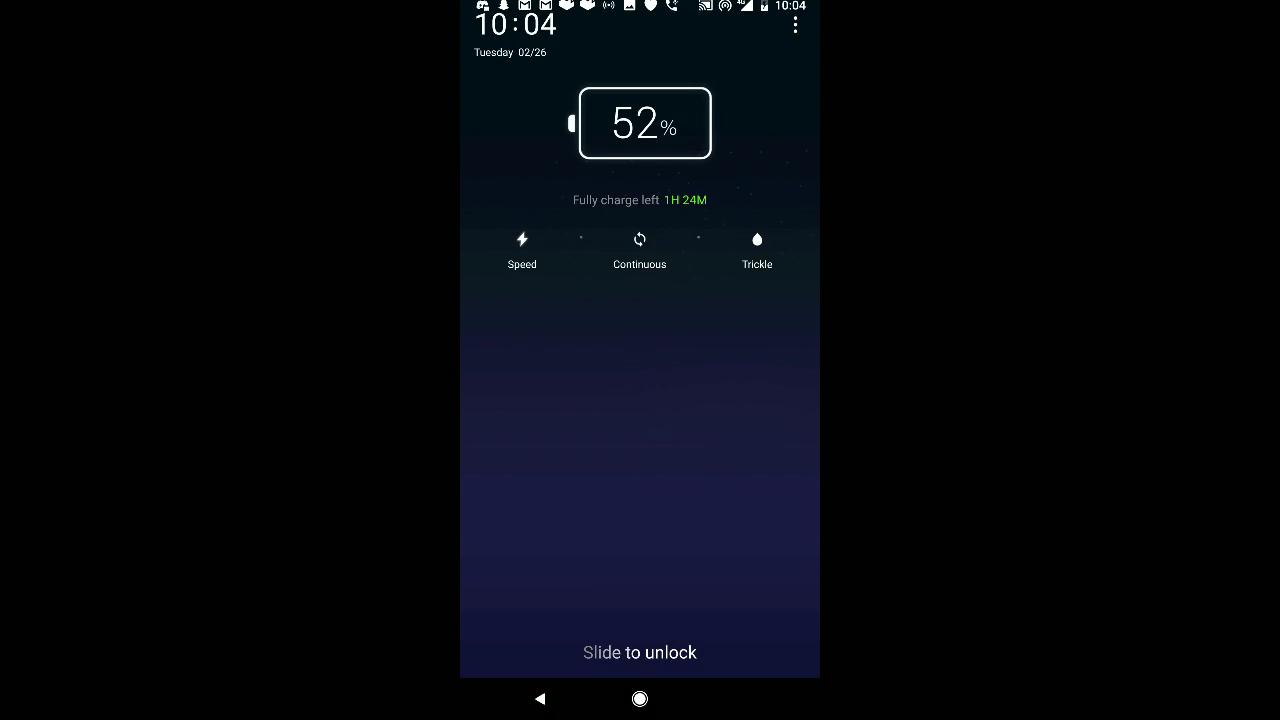 4G 10:04
10:04
Tuesday 02/26
52%
Fully charge left 1H 24M
Speed
Continuous
Trickle
Slide to unlock